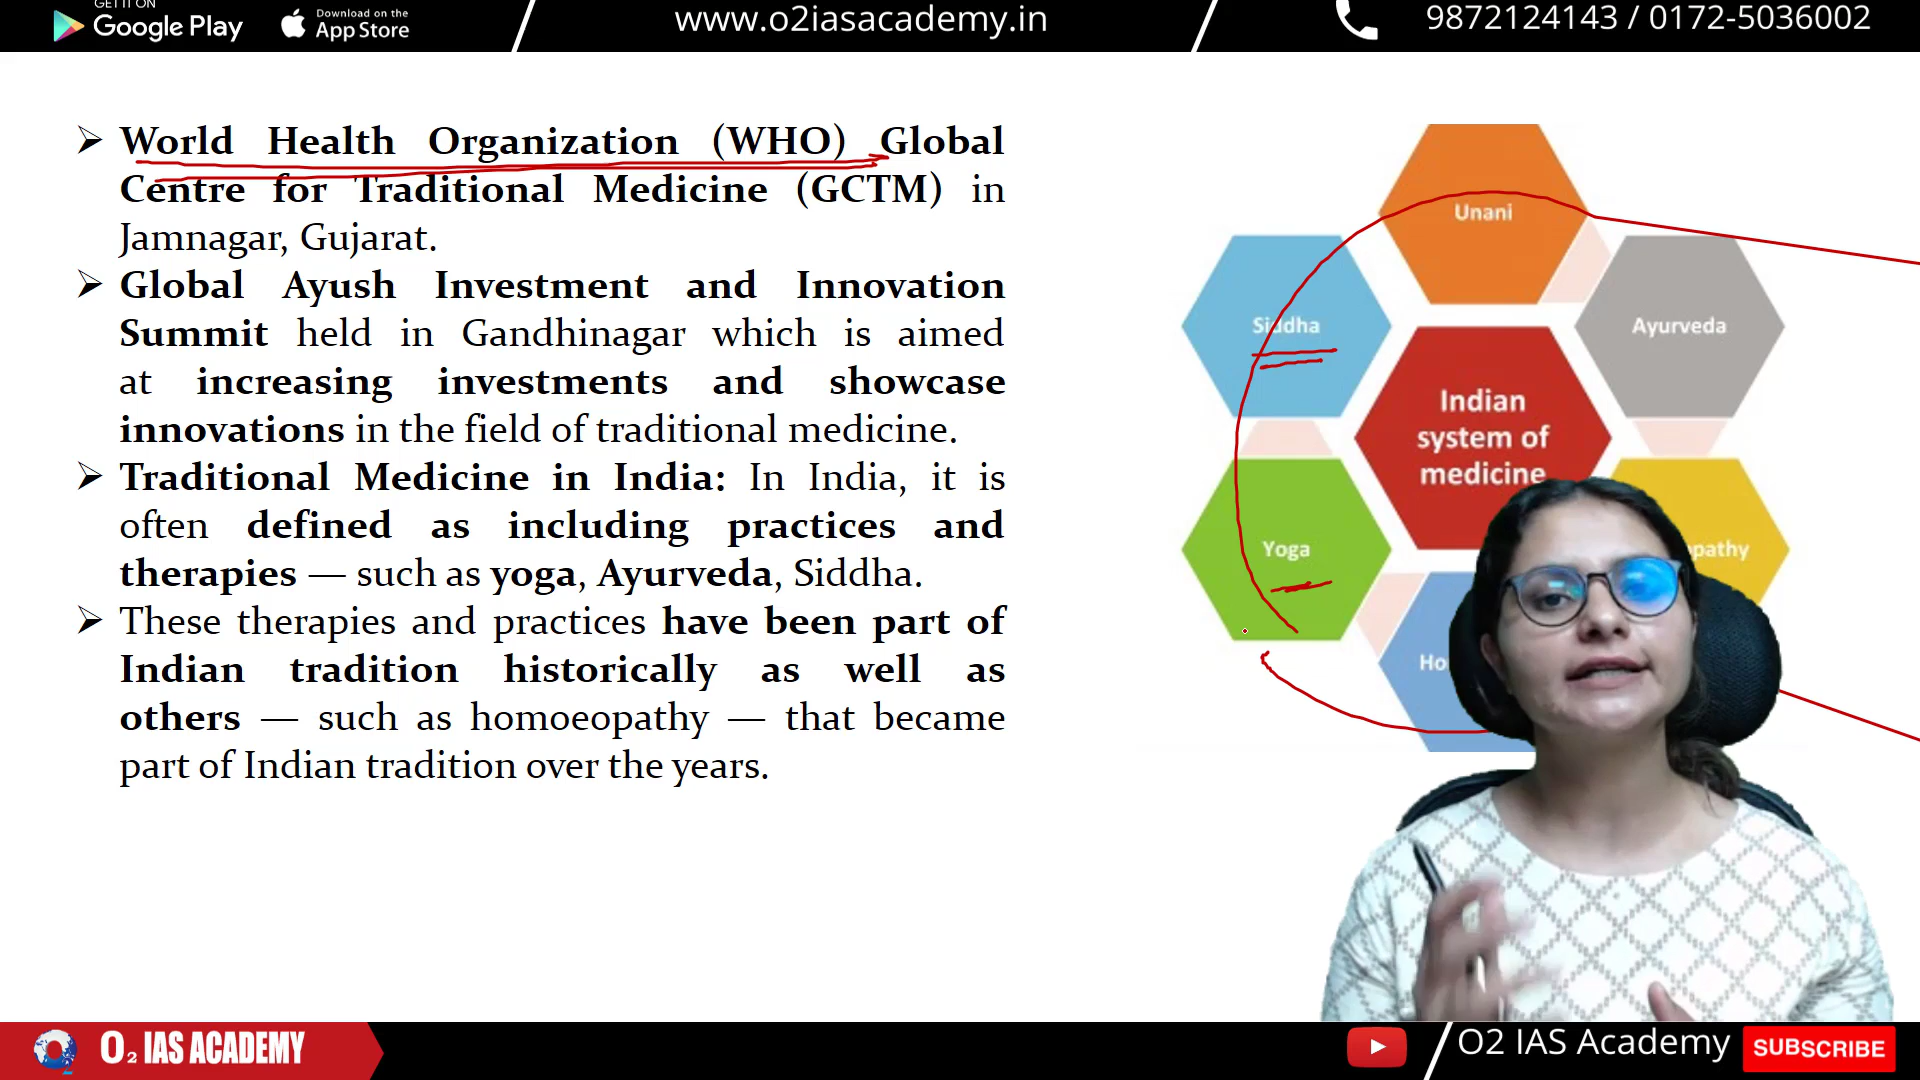 GET IT ON
Google Play
Download on the
App Store
www.o2iasacademy.in
9872124143 / 0172-5036002
➢ World Health Organization (WHO) Global
Centre for Traditional Medicine (GCTM) in
Jamnagar, Gujarat.
➢ Global Ayush Investment and Innovation
Summit held in Gandhinagar which is aimed
at increasing investments and showcase
innovations in the field of traditional medicine.
➢ Traditional Medicine in India: In India, it is
often defined as including practices and
therapies — such as yoga, Ayurveda, Siddha.
➢ These therapies and practices have been part of
Indian tradition historically as well as
others — such as homoeopathy — that became
part of Indian tradition over the years.
Unani
Siddha
Ayurveda
Indian
system of
medicine
Yoga
O2 IAS ACADEMY
O2 IAS Academy
SUBSCRIBE